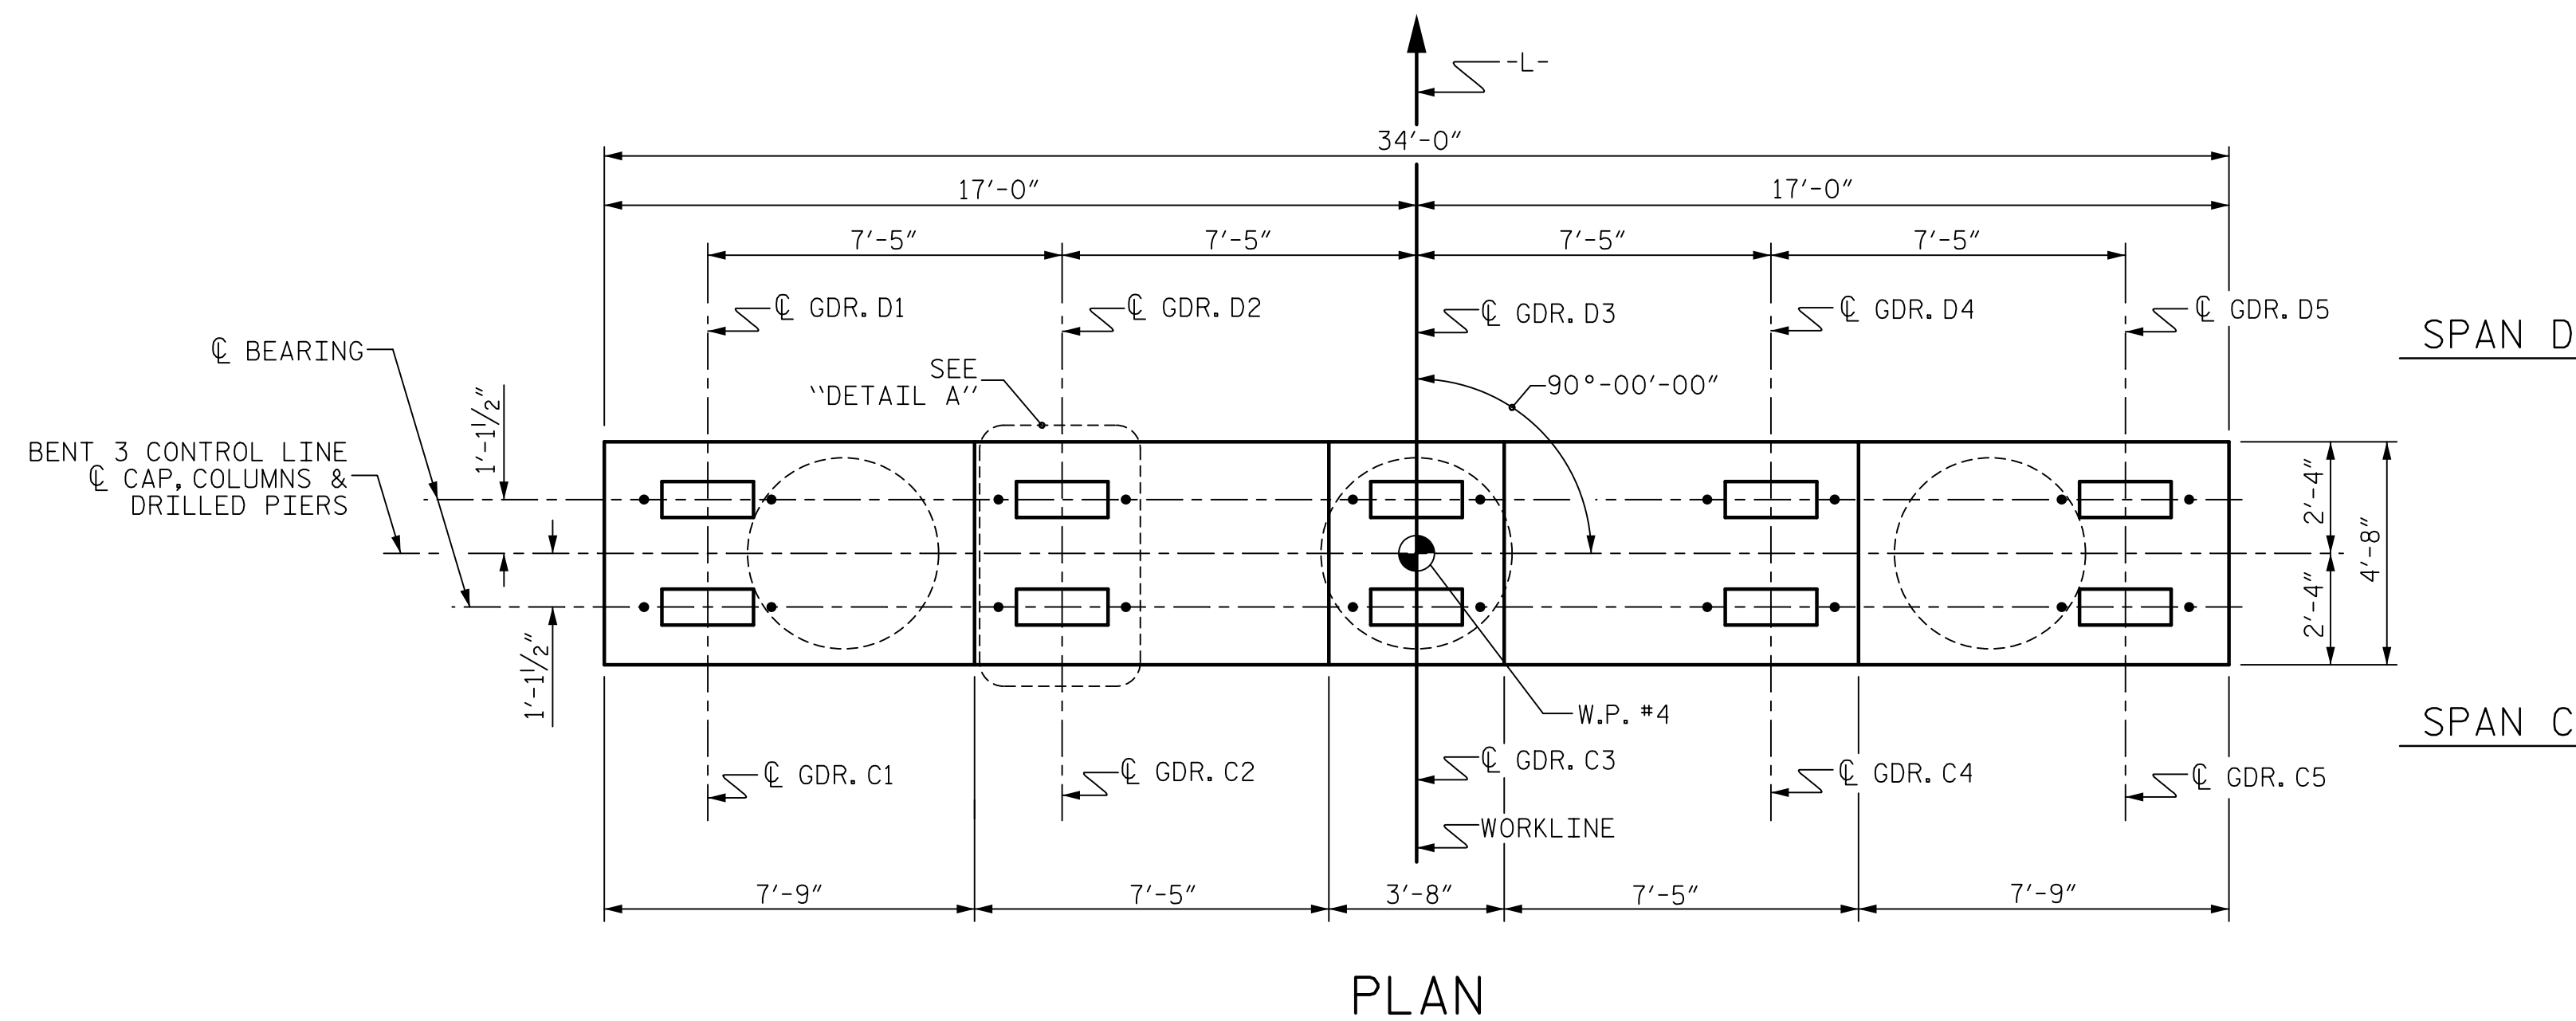 -L-
34'-0"
17'-0"
17'-0"
7'-5"
7'-5"
7'-5"
7'-5"
℄ GDR. D1
℄ GDR. D2
℄ GDR. D3
℄ GDR. D4
℄ GDR. D5
SPAN D
℄ BEARING
SEE
"DETAIL A"
90°-00'-00"
1'-1½"
BENT 3 CONTROL LINE
℄ CAP, COLUMNS &
DRILLED PIERS
2'-4"
4'-8"
2'-4"
1'-1½"
W.P. #4
SPAN C
℄ GDR. C1
℄ GDR. C2
℄ GDR. C3
℄ GDR. C4
℄ GDR. C5
WORKLINE
7'-9"
7'-5"
3'-8"
7'-5"
7'-9"
PLAN